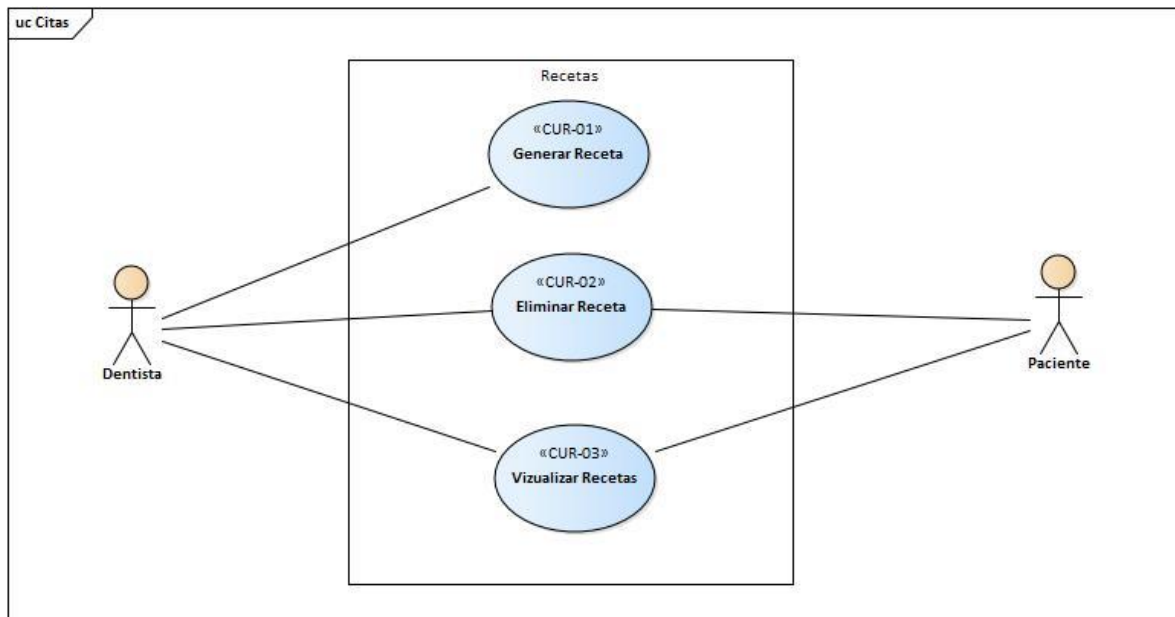 uc Citas
Recetas
«CUR-01»
Generar Receta
«CUR-02»
Eliminar Receta
Dentista
Paciente
«CUR-03»
Vizualizar Recetas